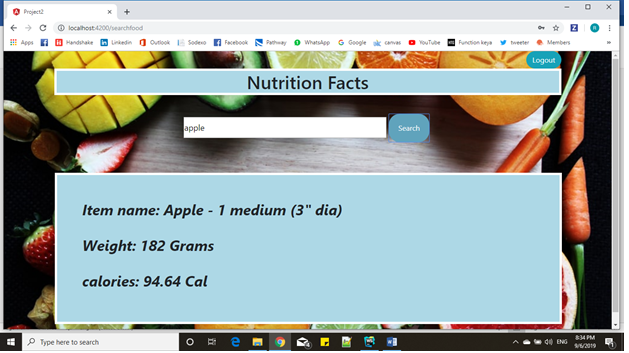 Project2
localhost:4200/searchfood
Apps Handshake Linkedin Outlook Sodexo Facebook Pathway WhatsApp Google canvas YouTube Function keya tweeter Members
Logout
Nutrition Facts
apple Search
Item name: Apple - 1 medium (3" dia)
Weight: 182 Grams
calories: 94.64 Cal
Type here to search
ENG
8:34 PM
9/6/2019